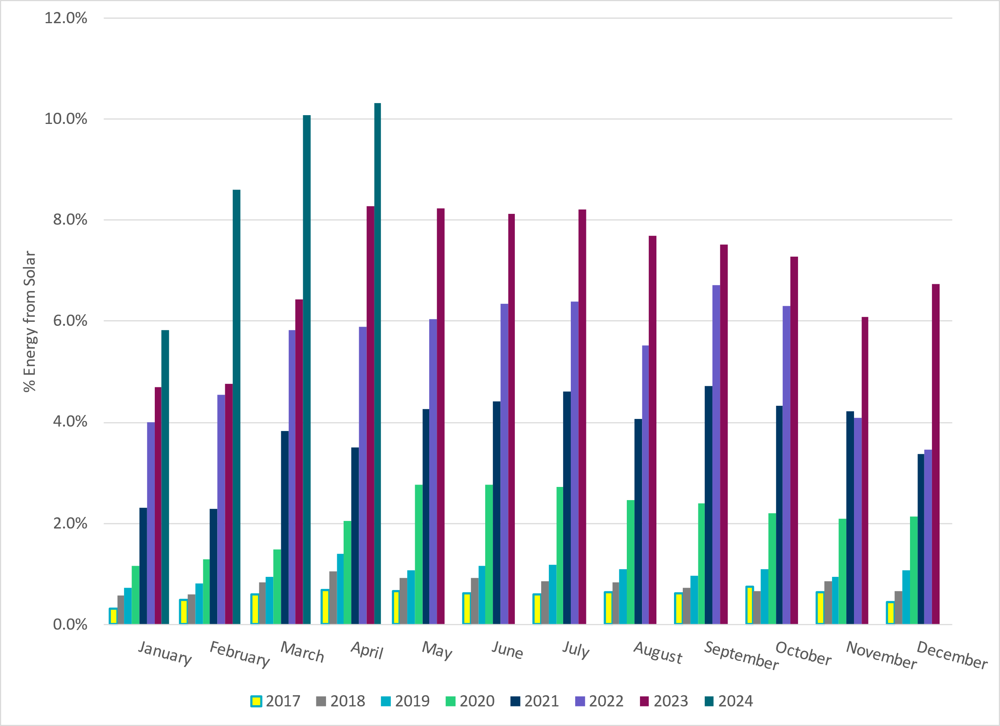 12.0%
10.0%
8.0%
6.0%
4.0%
2.0%
0.0%
% Energy from Solar
January February March April May June July August September October November December
2017 2018 2019 2020 2021 2022 2023 2024